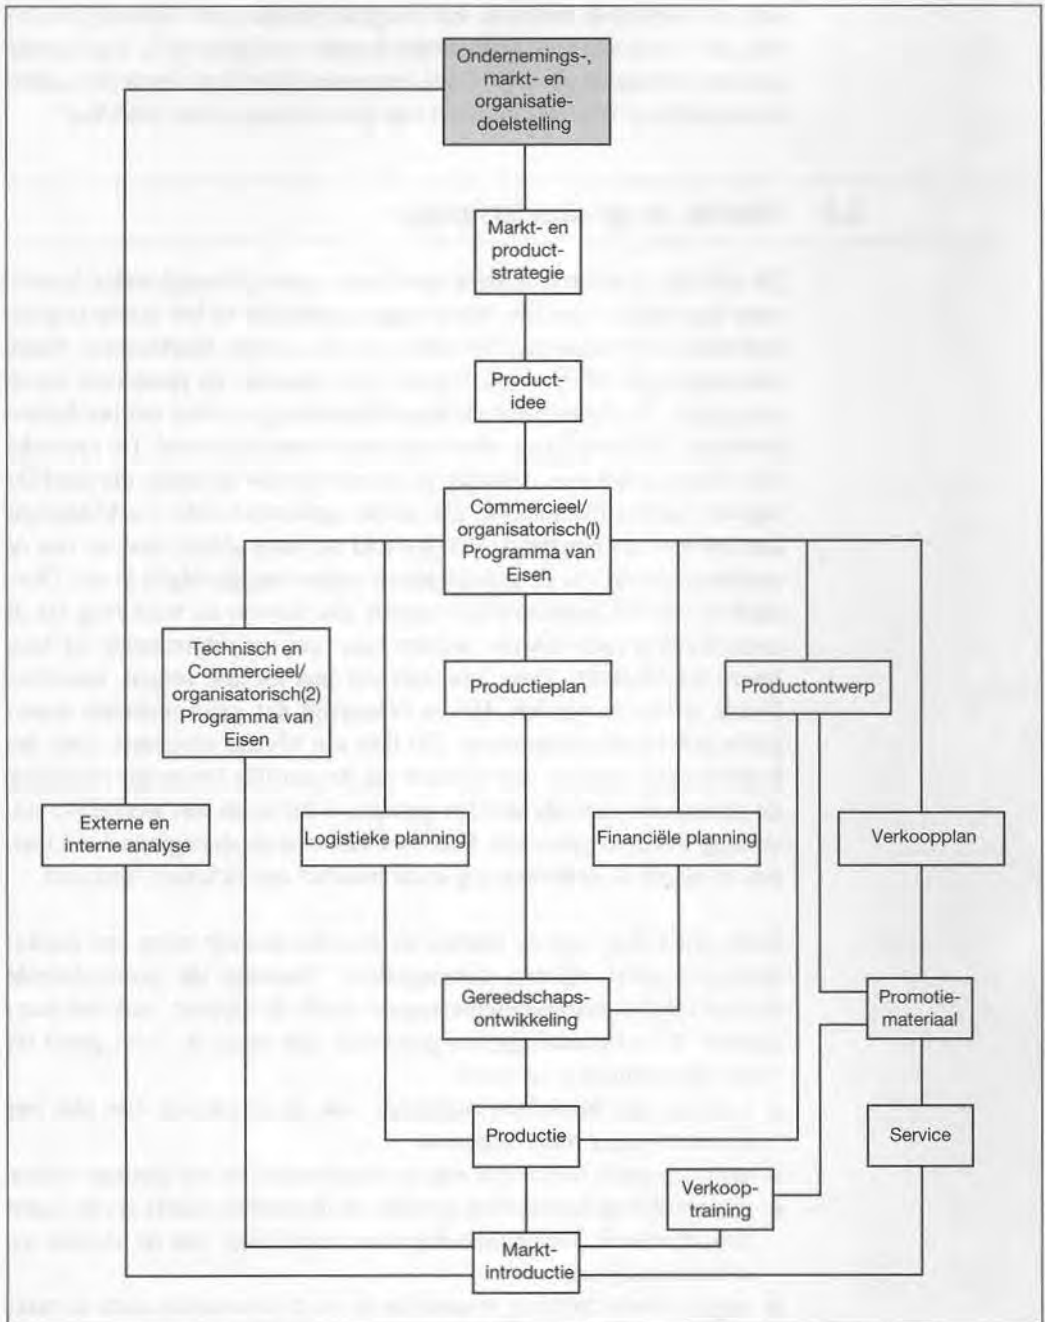 Ondernemings-,
markt- en
organisatie-
doelstelling
Markt- en
product-
strategie
Product-
idee
Commercieel/
organisatorisch(I)
Programma van
Eisen
Technisch en
Commercieel/
organisatorisch(2)
Programma van
Eisen
Productieplan
Productontwerp
Externe en
interne analyse
Logistieke planning
Financiële planning
Verkoopplan
Gereedschaps-
ontwikkeling
Promotie-
materiaal
Productie
Service
Verkoop-
training
Markt-
introductie